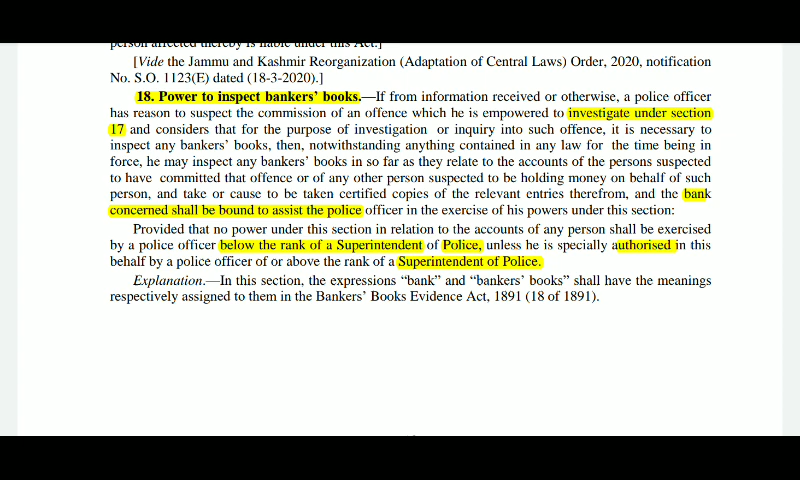 person affected thereby is liable under this Act.]
[Vide the Jammu and Kashmir Reorganization (Adaptation of Central Laws) Order, 2020, notification
No. S.O. 1123(E) dated (18-3-2020).]
18. Power to inspect bankers' books.—If from information received or otherwise, a police officer
has reason to suspect the commission of an offence which he is empowered to investigate under section
17 and considers that for the purpose of investigation or inquiry into such offence, it is necessary to
inspect any bankers' books, then, notwithstanding anything contained in any law for the time being in
force, he may inspect any bankers' books in so far as they relate to the accounts of the persons suspected
to have committed that offence or of any other person suspected to be holding money on behalf of such
person, and take or cause to be taken certified copies of the relevant entries therefrom, and the bank
concerned shall be bound to assist the police officer in the exercise of his powers under this section:
Provided that no power under this section in relation to the accounts of any person shall be exercised
by a police officer below the rank of a Superintendent of Police, unless he is specially authorised in this
behalf by a police officer of or above the rank of a Superintendent of Police.
Explanation.—In this section, the expressions “bank” and “bankers' books” shall have the meanings
respectively assigned to them in the Bankers' Books Evidence Act, 1891 (18 of 1891).